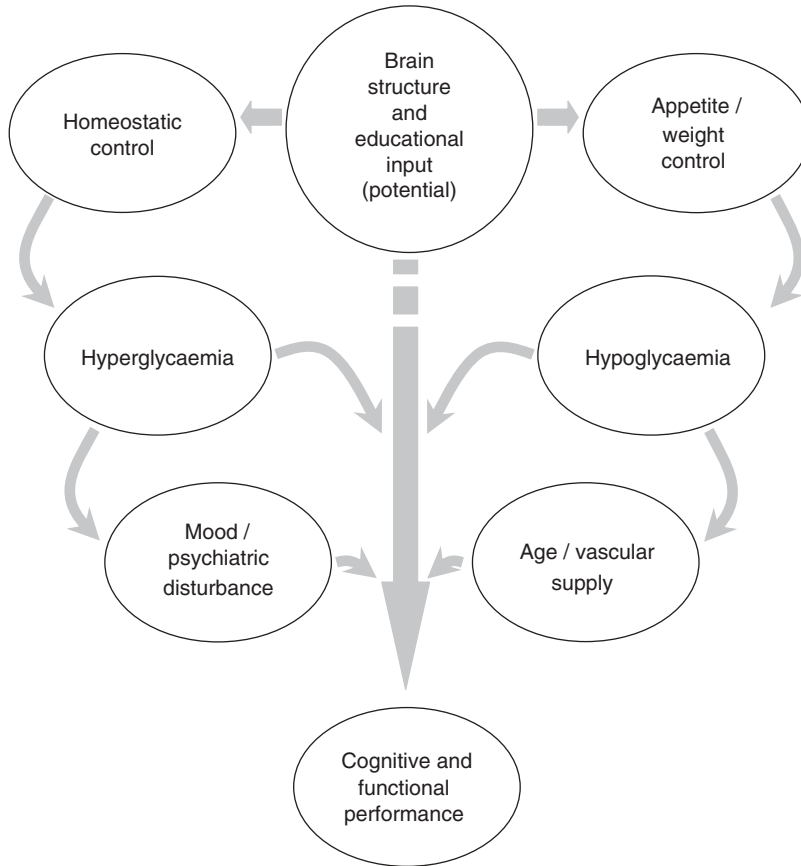 Brain
structure
and
educational
input
(potential)
Homeostatic
control
Appetite /
weight
control
Hyperglycaemia
Hypoglycaemia
Mood /
psychiatric
disturbance
Age / vascular
supply
Cognitive and
functional
performance